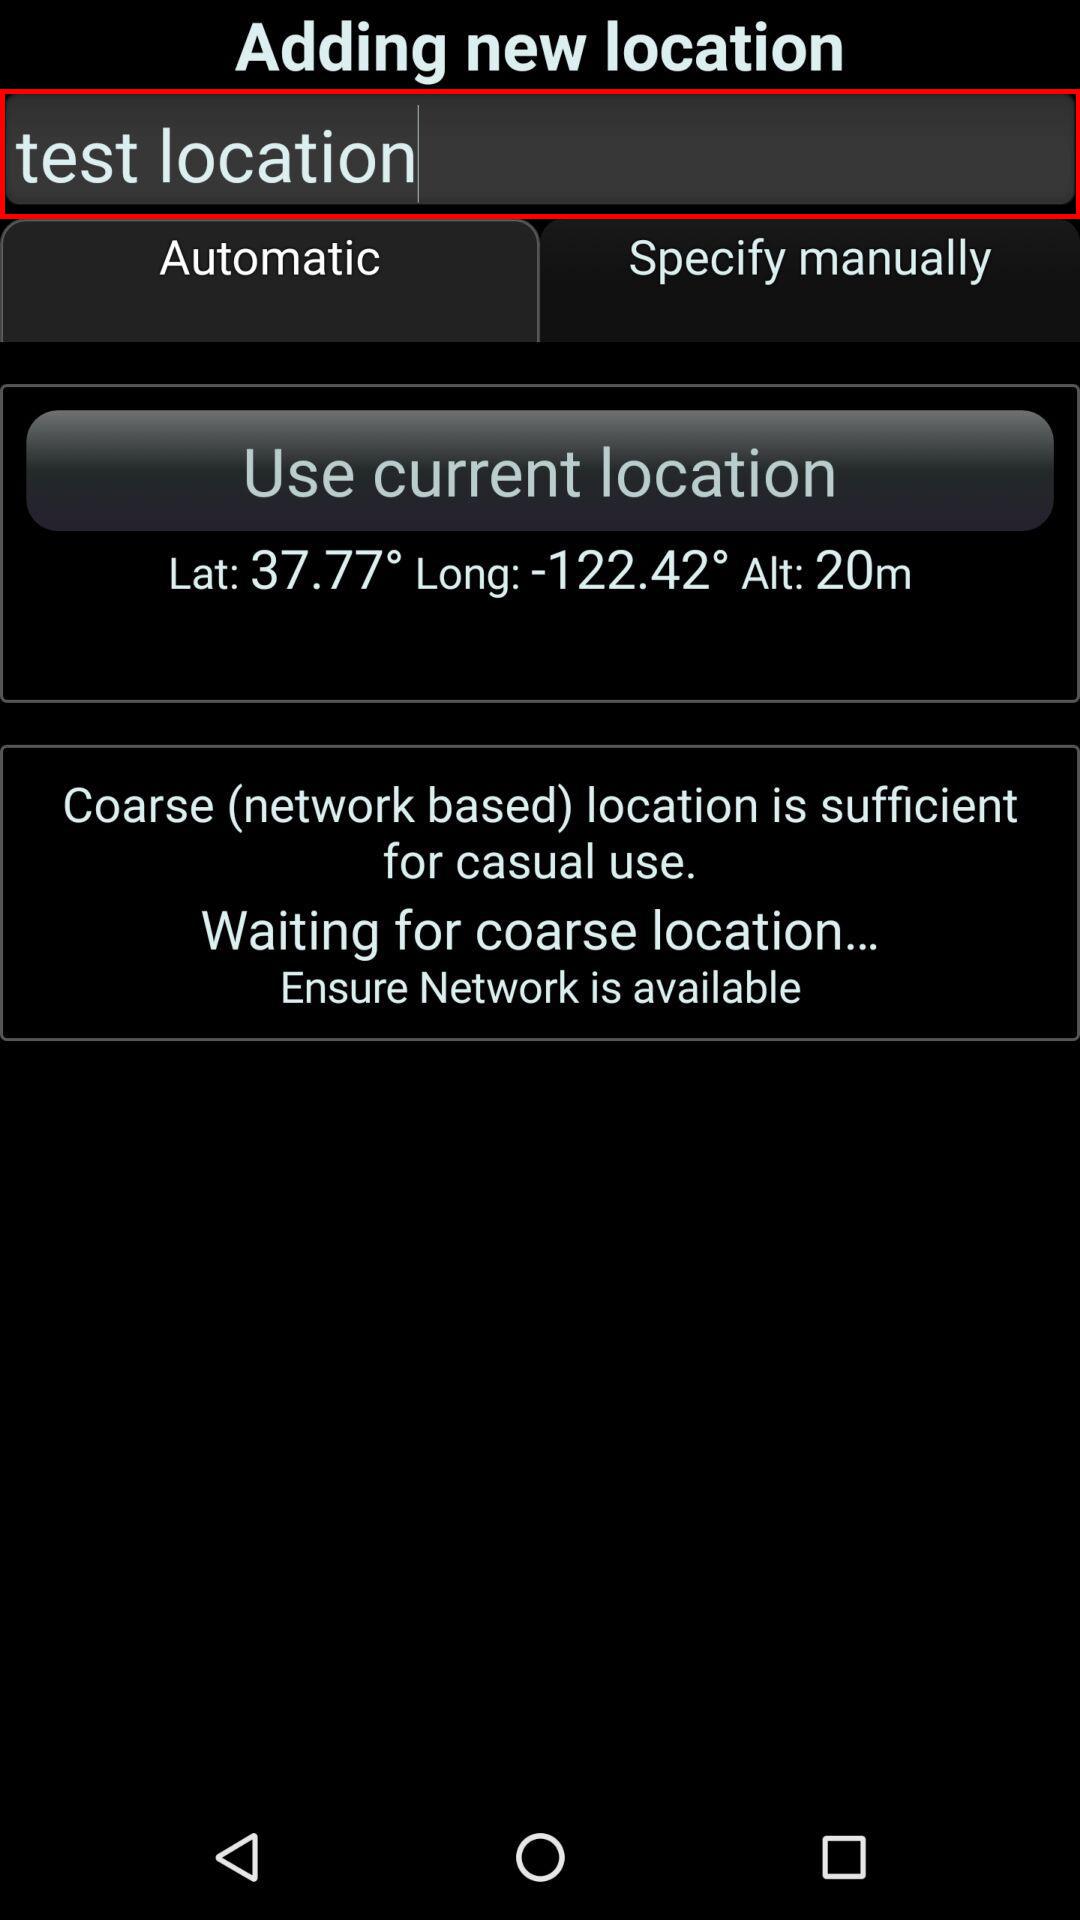 Adding new location
test location
Automatic
Specify manually
Use current location
Lat: 37.77° Long: -122.42° Alt: 20m
Coarse (network based) location is sufficient
for casual use.
Waiting for coarse location...
Ensure Network is available